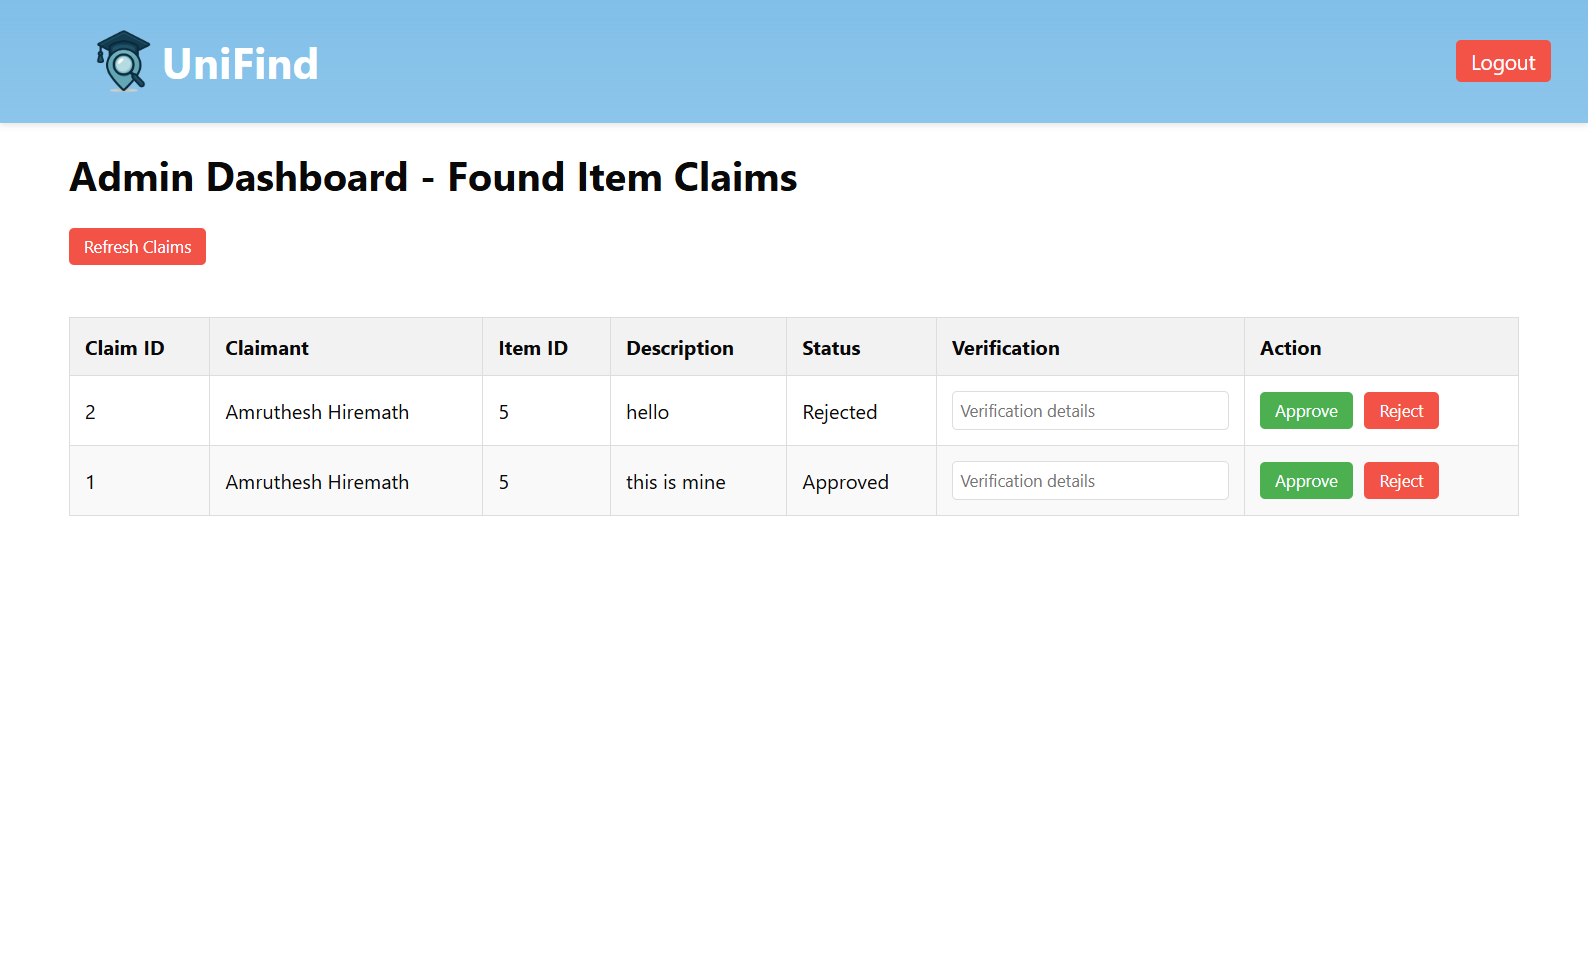 UniFind
Logout
Admin Dashboard - Found Item Claims
Refresh Claims
Claim ID Claimant Item ID Description Status Verification Action
2 Amruthesh Hiremath 5 hello Rejected Verification details Approve Reject
1 Amruthesh Hiremath 5 this is mine Approved Verification details Approve Reject